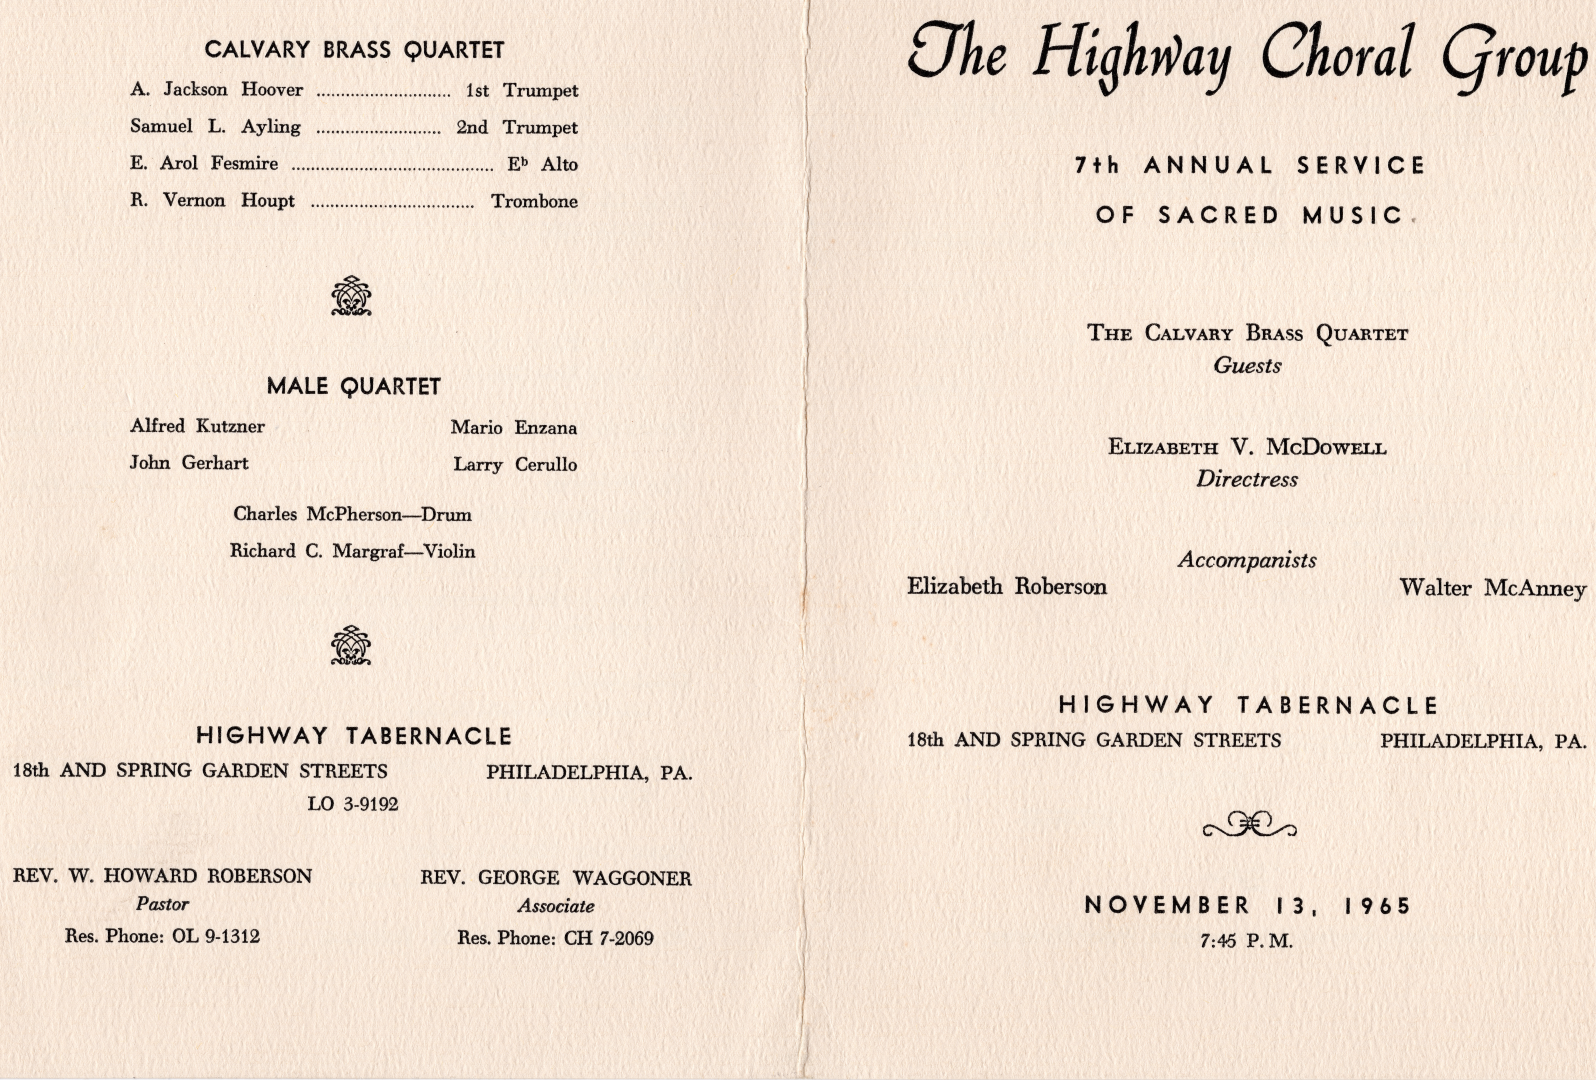 CALVARY BRASS QUARTET
A. Jackson Hoover ........................... 1st Trumpet
Samuel L. Ayling ......................... 2nd Trumpet
E. Arol Fesmire ......................................... E♭ Alto
R. Vernon Houpt ................................. Trombone
MALE QUARTET
Alfred Kutzner Mario Enzana
John Gerhart Larry Cerullo
Charles McPherson—Drum
Richard C. Margraf—Violin
HIGHWAY TABERNACLE
18th AND SPRING GARDEN STREETS PHILADELPHIA, PA.
LO 3-9192
REV. W. HOWARD ROBERSON REV. GEORGE WAGGONER
Pastor Associate
Res. Phone: OL 9-1312 Res. Phone: CH 7-2069
The Highway Choral Group
7th ANNUAL SERVICE
OF SACRED MUSIC
THE CALVARY BRASS QUARTET
Guests
ELIZABETH V. MCDOWELL
Directress
Accompanists
Elizabeth Roberson Walter McAnney
HIGHWAY TABERNACLE
18th AND SPRING GARDEN STREETS PHILADELPHIA, PA.
NOVEMBER 13, 1965
7:45 P. M.